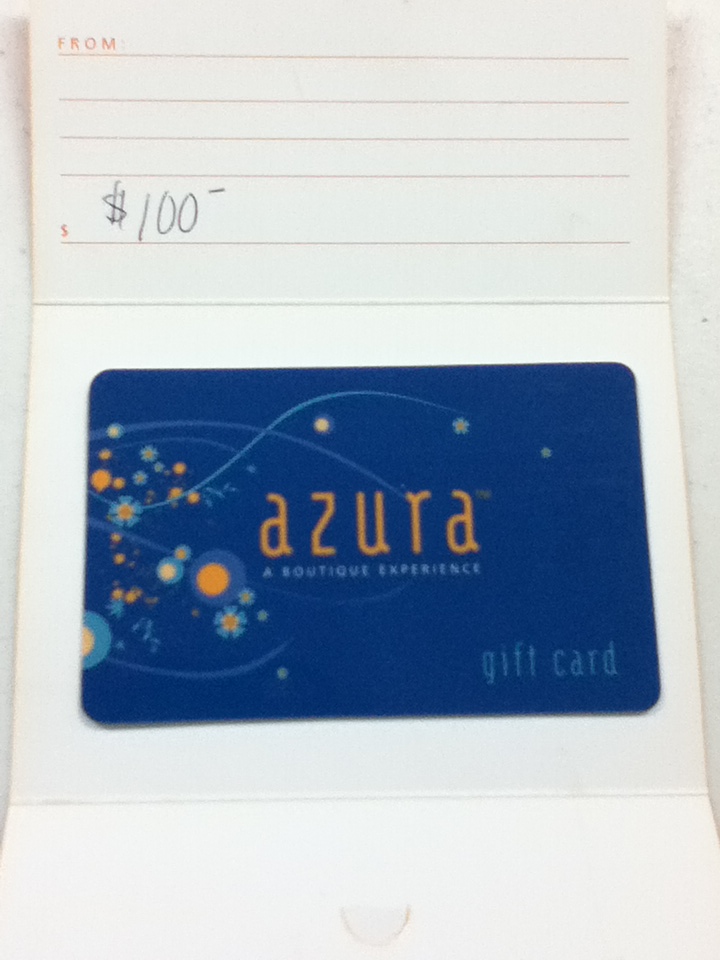 FROM:
$ $100-
azura™
A BOUTIQUE EXPERIENCE
gift card